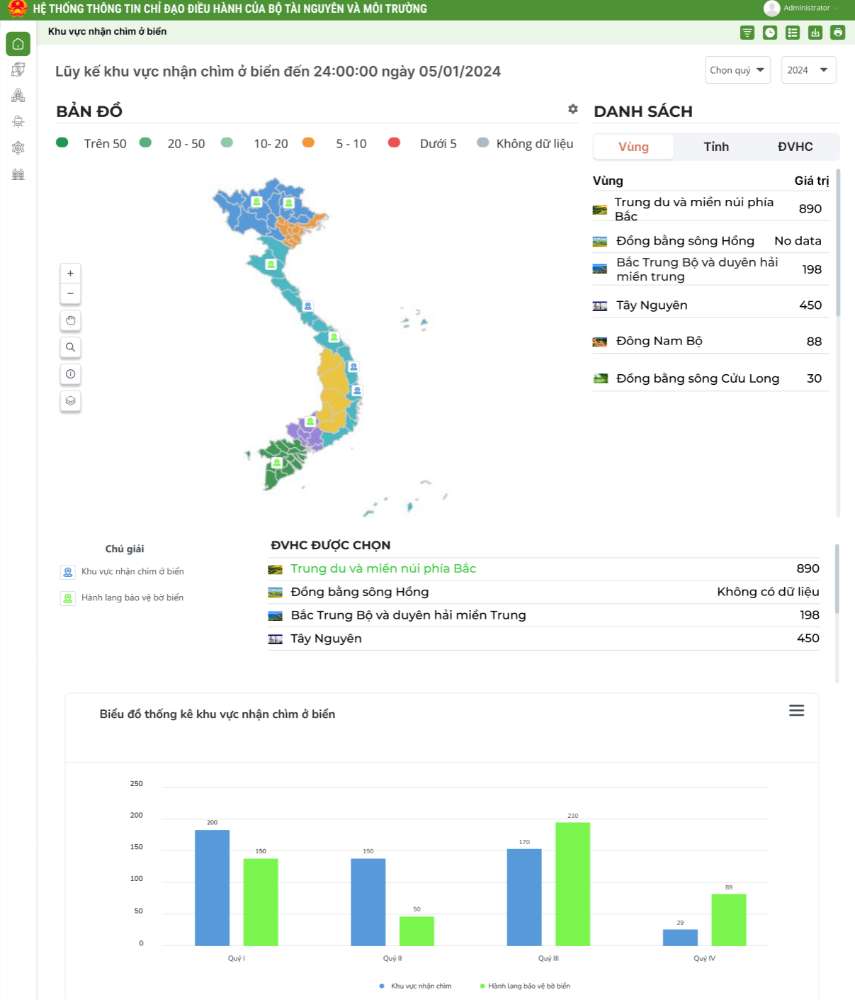 HỆ THỐNG THÔNG TIN CHỈ ĐẠO ĐIỀU HÀNH CỦA BỘ TÀI NGUYÊN VÀ MÔI TRƯỜNG
Administrator
Khu vực nhận chìm ở biển
Lũy kế khu vực nhận chìm ở biển đến 24:00:00 ngày 05/01/2024
Chọn quý
2024
BẢN ĐỒ
Trên 50
20 - 50
10- 20
5 - 10
Dưới 5
Không dữ liệu
DANH SÁCH
Vùng
Tỉnh
ĐVHC
Vùng Giá trị
Trung du và miền núi phía
Bắc
890
Đồng bằng sông Hồng No data
Bắc Trung Bộ và duyên hải
miền trung
198
Tây Nguyên 450
Đông Nam Bộ 88
Đồng bằng sông Cửu Long 30
Chú giải
Khu vực nhận chìm ở biển
Hành lang bảo vệ bờ biển
ĐVHC ĐƯỢC CHỌN
Trung du và miền núi phía Bắc 890
Đồng bằng sông Hồng Không có dữ liệu
Bắc Trung Bộ và duyên hải miền Trung 198
Tây Nguyên 450
Biểu đồ thống kê khu vực nhận chìm ở biển
250
200
150
100
50
0
200
150
150
50
170
210
29
89
Quý I
Quý II
Quý III
Quý IV
Khu vực nhận chìm
Hành lang bảo vệ bờ biển